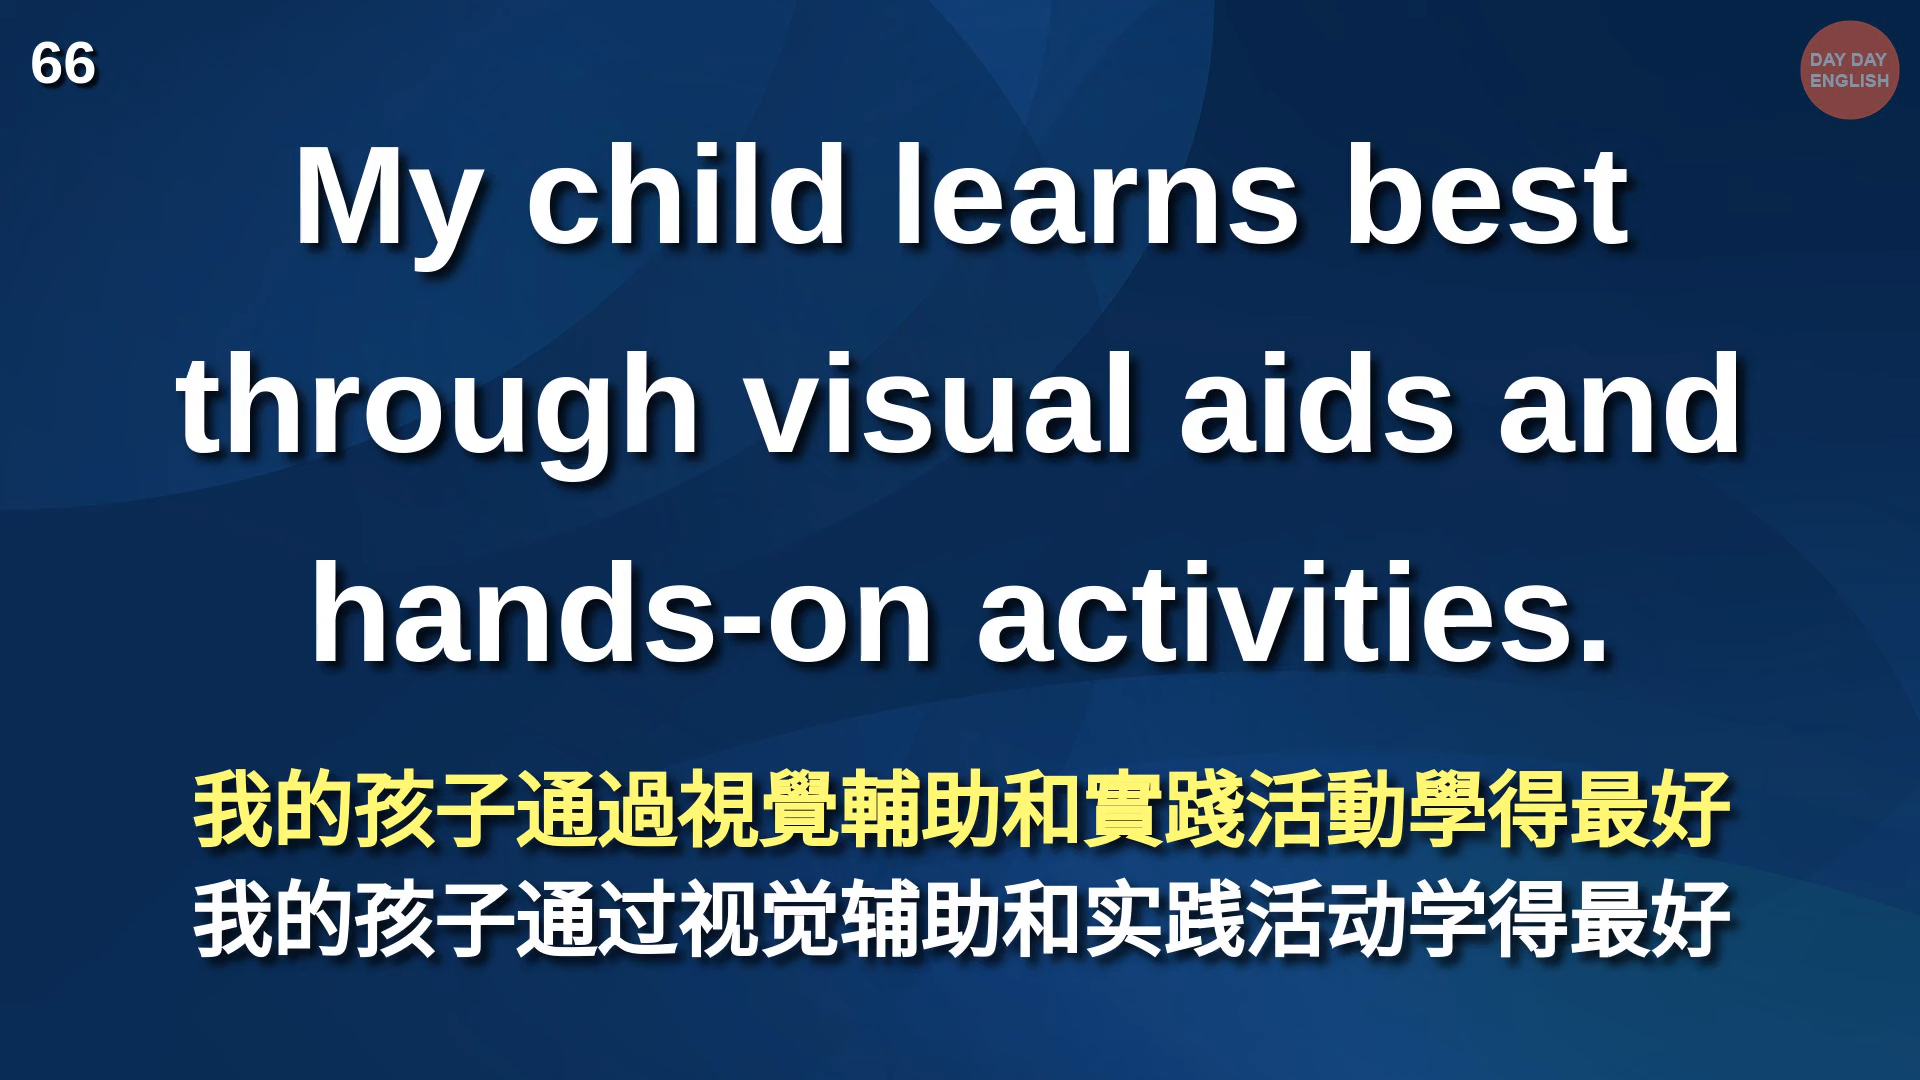 66
DAY DAY
ENGLISH
My child learns best
through visual aids and
hands-on activities.
我的孩子通過視覺輔助和實踐活動學得最好
我的孩子通过视觉辅助和实践活动学得最好